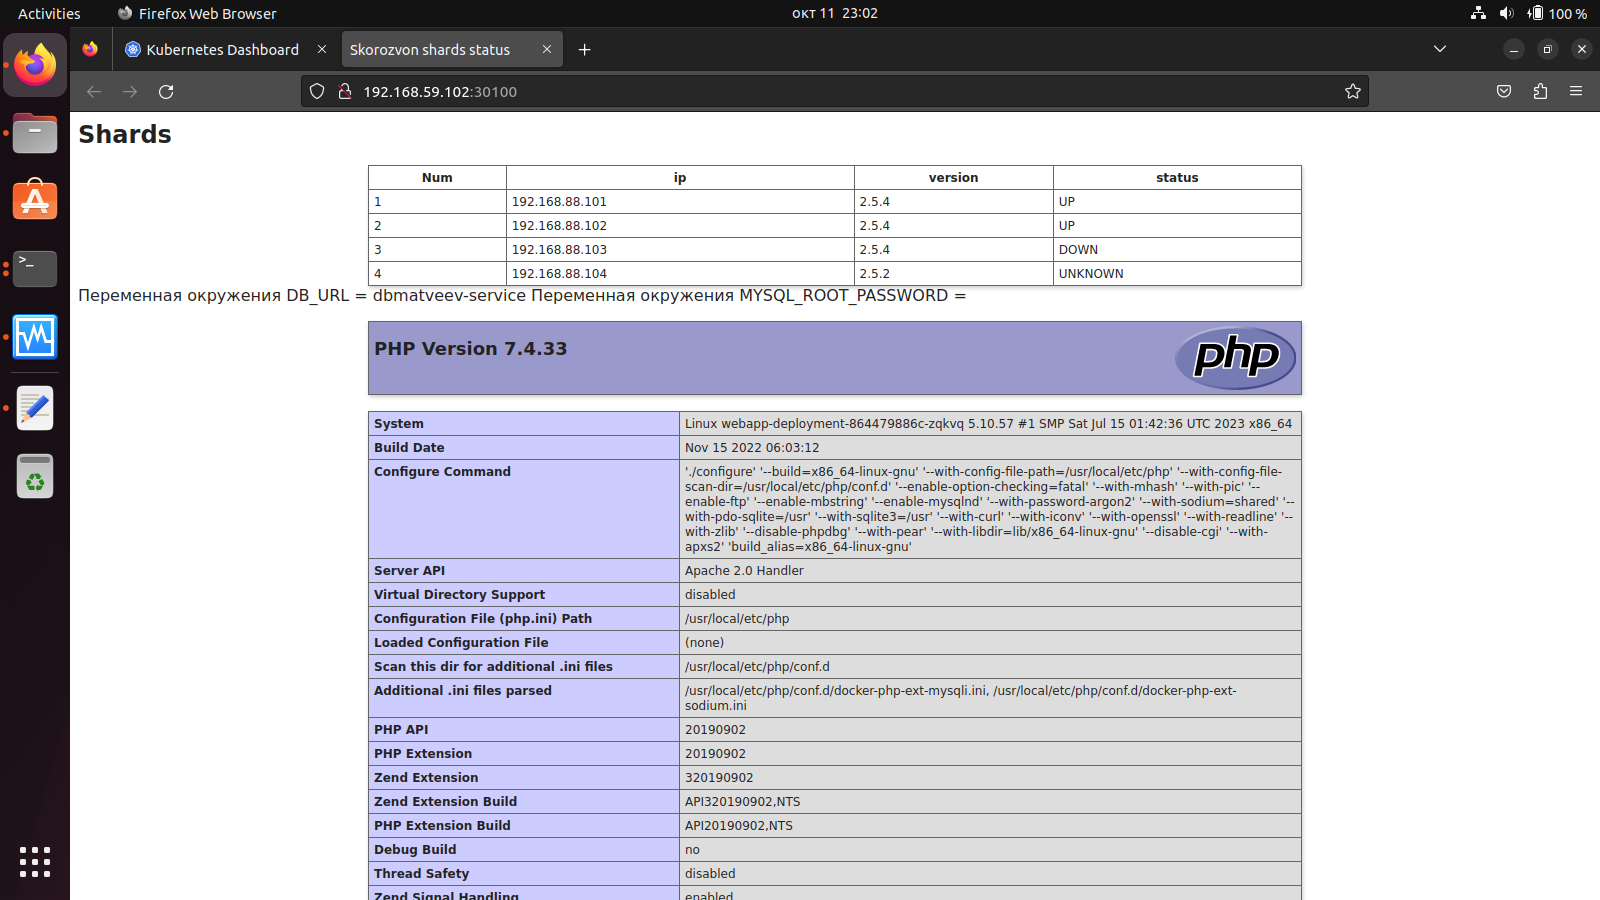 Activities Firefox Web Browser окт 11 23:02 100 %
Kubernetes Dashboard Skorozvon shards status
192.168.59.102:30100
Shards
Num ip version status
1 192.168.88.101 2.5.4 UP
2 192.168.88.102 2.5.4 UP
3 192.168.88.103 2.5.4 DOWN
4 192.168.88.104 2.5.2 UNKNOWN
Переменная окружения DB_URL = dbmatveev-service Переменная окружения MYSQL_ROOT_PASSWORD =
PHP Version 7.4.33 php
System Linux webapp-deployment-864479886c-zqkvq 5.10.57 #1 SMP Sat Jul 15 01:42:36 UTC 2023 x86_64
Build Date Nov 15 2022 06:03:12
Configure Command './configure' '--build=x86_64-linux-gnu' '--with-config-file-path=/usr/local/etc/php' '--with-config-file-
scan-dir=/usr/local/etc/php/conf.d' '--enable-option-checking=fatal' '--with-mhash' '--with-pic' '--
enable-ftp' '--enable-mbstring' '--enable-mysqlnd' '--with-password-argon2' '--with-sodium=shared' '--
with-pdo-sqlite=/usr' '--with-sqlite3=/usr' '--with-curl' '--with-iconv' '--with-openssl' '--with-readline' '--
with-zlib' '--disable-phpdbg' '--with-pear' '--with-libdir=lib/x86_64-linux-gnu' '--disable-cgi' '--with-
apxs2' 'build_alias=x86_64-linux-gnu'
Server API Apache 2.0 Handler
Virtual Directory Support disabled
Configuration File (php.ini) Path /usr/local/etc/php
Loaded Configuration File (none)
Scan this dir for additional .ini files /usr/local/etc/php/conf.d
Additional .ini files parsed /usr/local/etc/php/conf.d/docker-php-ext-mysqli.ini, /usr/local/etc/php/conf.d/docker-php-ext-
sodium.ini
PHP API 20190902
PHP Extension 20190902
Zend Extension 320190902
Zend Extension Build API320190902,NTS
PHP Extension Build API20190902,NTS
Debug Build no
Thread Safety disabled
Zend Signal Handling enabled